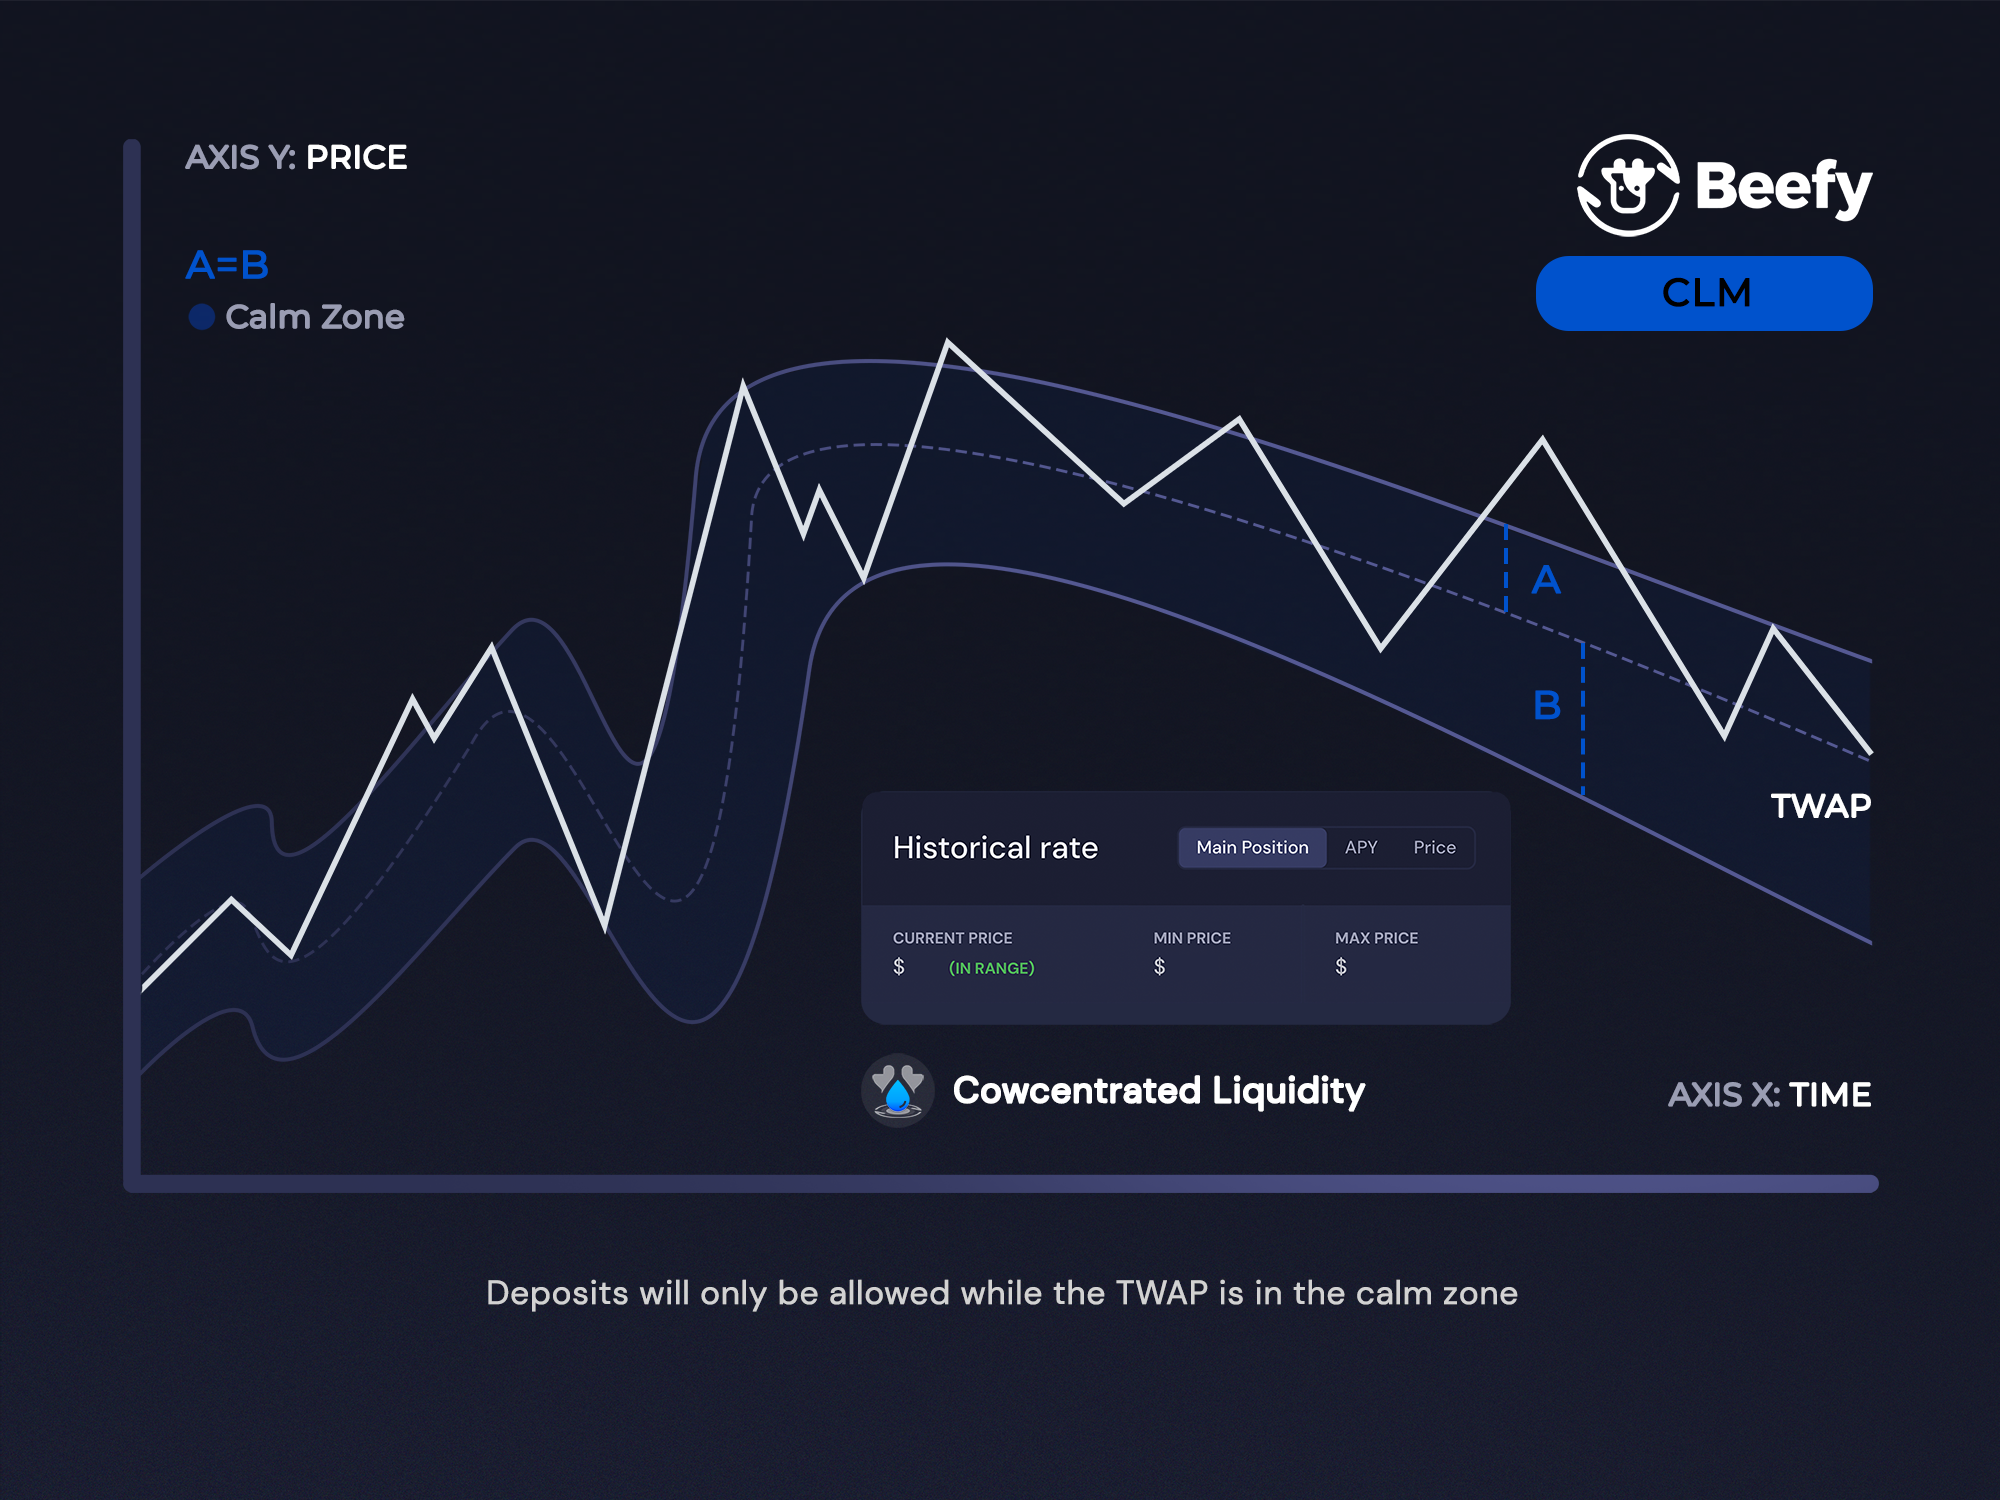 AXIS Y: PRICE
Beefy
A=B
Calm Zone
CLM
A
B
TWAP
Historical rate
Main Position APY Price
CURRENT PRICE MIN PRICE MAX PRICE
$ (IN RANGE) $ $
Cowcentrated Liquidity
AXIS X: TIME
Deposits will only be allowed while the TWAP is in the calm zone